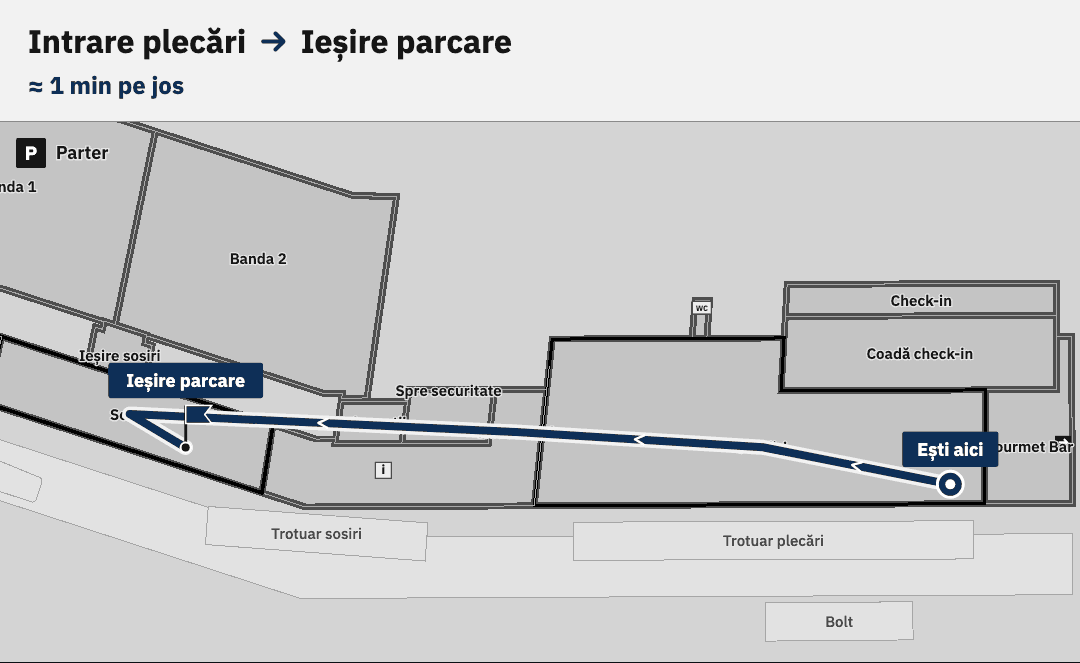 Intrare plecări → Ieșire parcare
≈ 1 min pe jos
P Parter
Banda 2
Check-in
wc
Ieșire sosiri
Coadă check-in
Ieșire parcare
Spre securitate
Ești aici
i
Trotuar sosiri
Trotuar plecări
Bolt